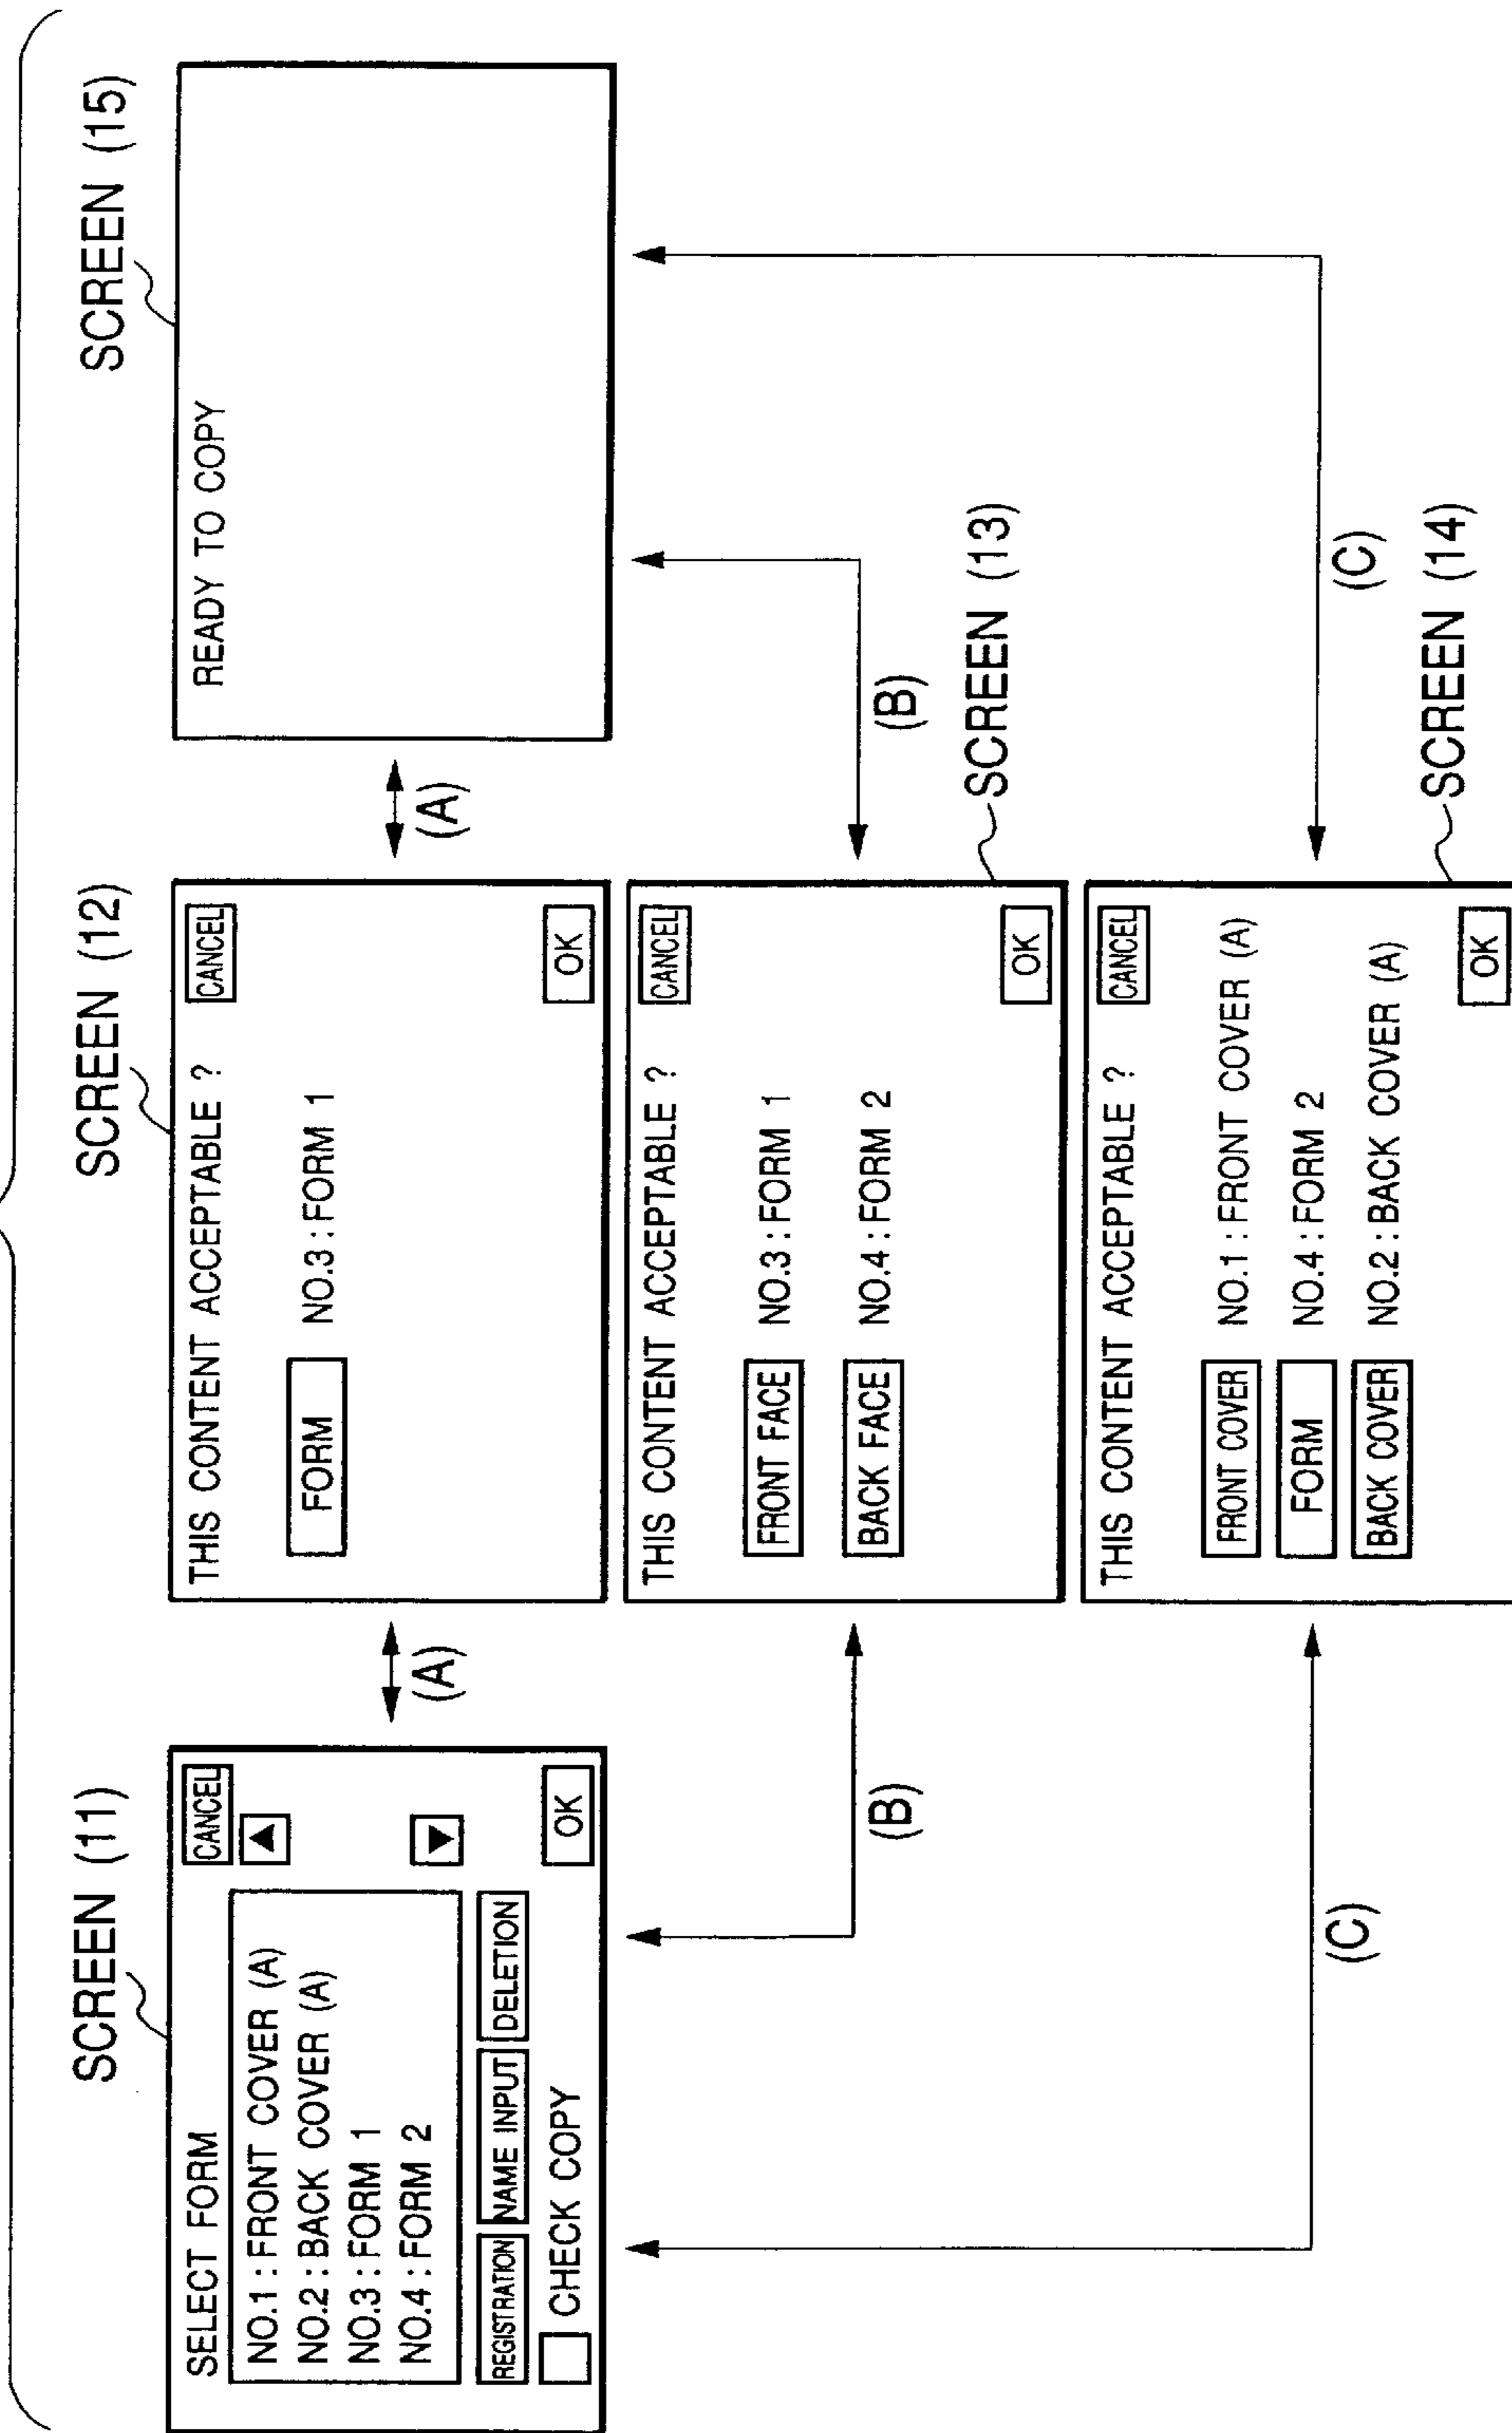 SCREEN (11)
SELECT FORM
CANCEL
NO.1 : FRONT COVER (A)
NO.2 : BACK COVER (A)
NO.3 : FORM 1
NO.4 : FORM 2
REGISTRATION NAME INPUT DELETION
CHECK COPY
OK
(A)
(B)
(C)
SCREEN (12)
THIS CONTENT ACCEPTABLE ?
CANCEL
FORM NO.3 : FORM 1
OK
SCREEN (13)
THIS CONTENT ACCEPTABLE ?
CANCEL
FRONT FACE NO.3 : FORM 1
BACK FACE NO.4 : FORM 2
OK
SCREEN (14)
THIS CONTENT ACCEPTABLE ?
CANCEL
FRONT COVER NO.1 : FRONT COVER (A)
FORM NO.4 : FORM 2
BACK COVER NO.2 : BACK COVER (A)
OK
(A)
(B)
(C)
SCREEN (15)
READY TO COPY